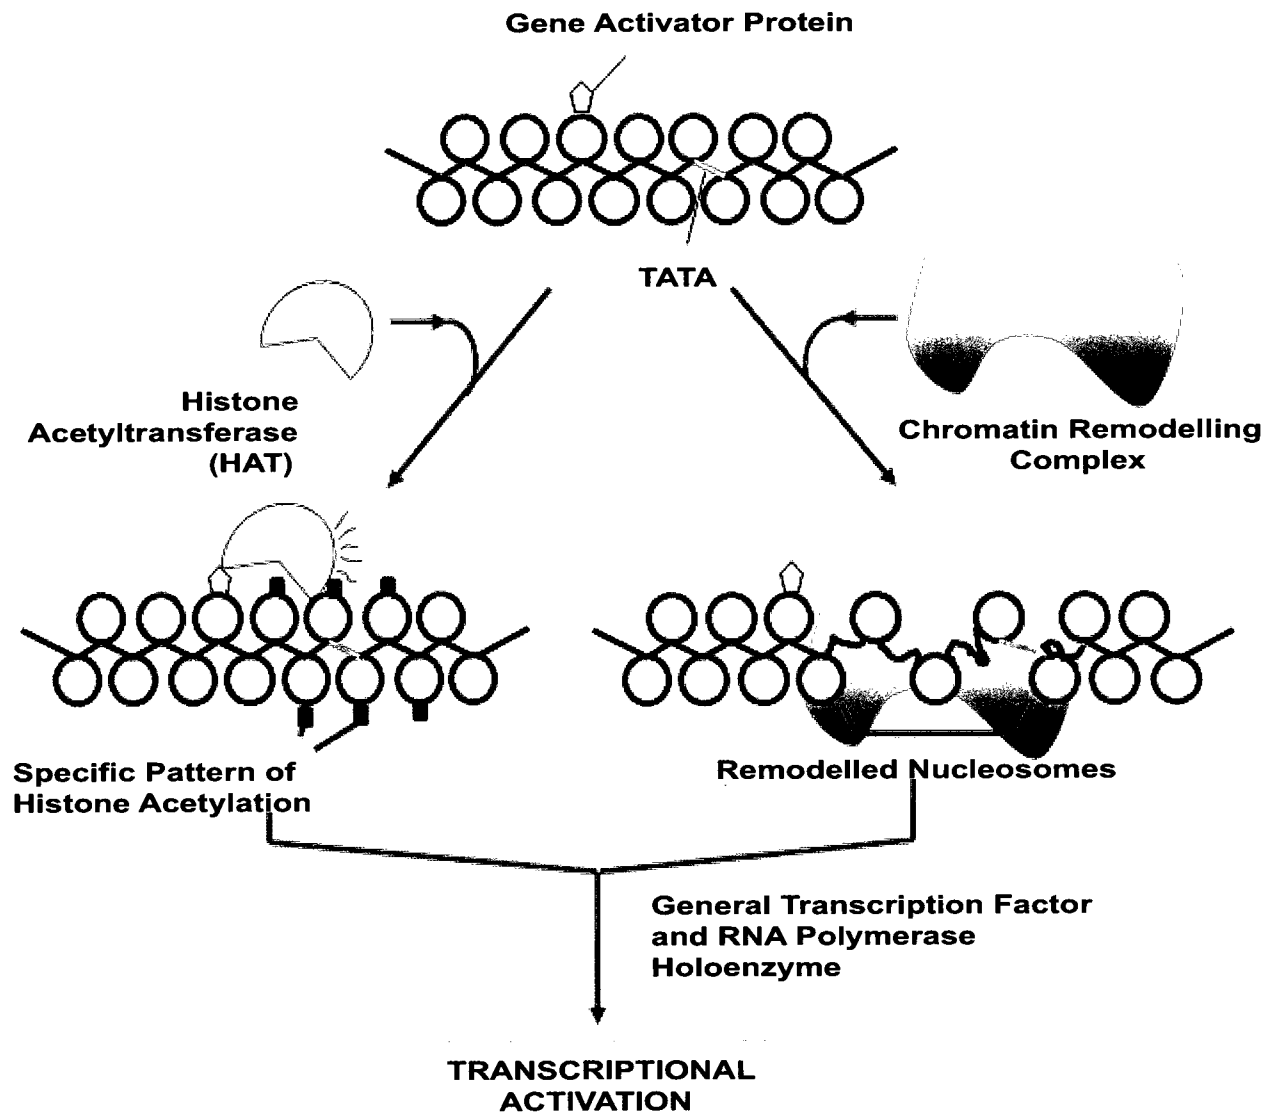 Gene Activator Protein
TATA
Histone
Acetyltransferase
(HAT)
Chromatin Remodelling
Complex
Specific Pattern of
Histone Acetylation
Remodelled Nucleosomes
General Transcription Factor
and RNA Polymerase
Holoenzyme
TRANSCRIPTIONAL
ACTIVATION